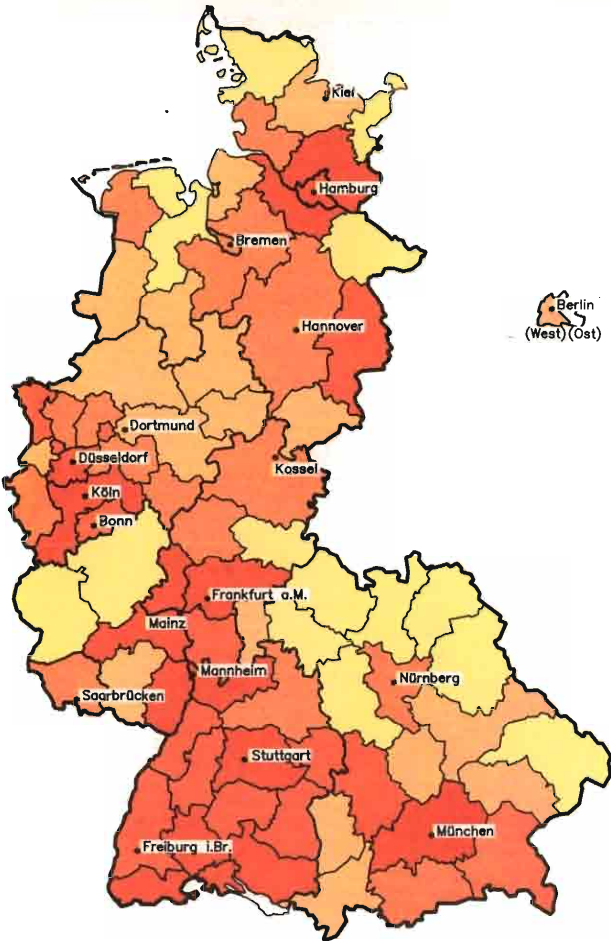 Kiel
Hamburg
Bremen
Berlin
(West) (Ost)
Hannover
Dortmund
Düsseldorf
Kossel
Köln
Bonn
Frankfurt a.M.
Mainz
Mannheim
Nürnberg
Saarbrücken
Stuttgart
München
Freiburg i.Br.